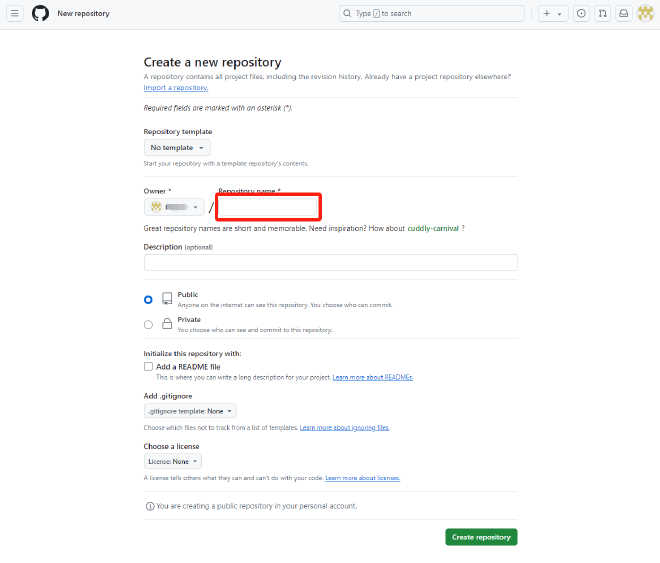 New repository
Type / to search
Create a new repository
A repository contains all project files, including the revision history. Already have a project repository elsewhere?
Import a repository.
Required fields are marked with an asterisk (*).
Repository template
No template
Start your repository with a template repository's contents.
Owner *
Repository name *
/
Great repository names are short and memorable. Need inspiration? How about cuddly-carnival ?
Description (optional)
Public
Anyone on the internet can see this repository. You choose who can commit.
Private
You choose who can see and commit to this repository.
Initialize this repository with:
Add a README file
This is where you can write a long description for your project. Learn more about READMEs.
Add .gitignore
.gitignore template: None
Choose which files not to track from a list of templates. Learn more about ignoring files.
Choose a license
License: None
A license tells others what they can and can't do with your code. Learn more about licenses.
You are creating a public repository in your personal account.
Create repository